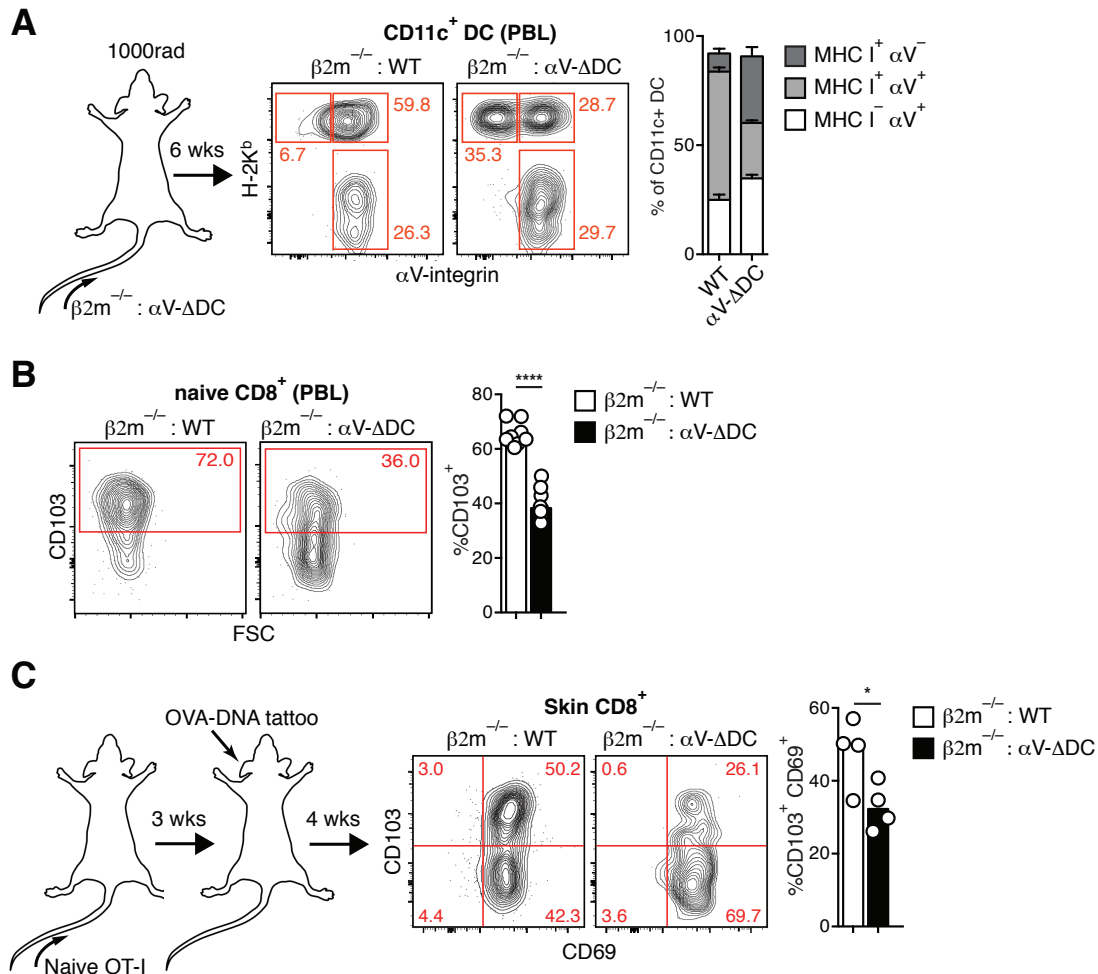 A
1000rad
6 wks
β2m−/− : αV-ΔDC
CD11c+ DC (PBL)
β2m−/− : WT
β2m−/− : αV-ΔDC
H-2Kb
59.8
6.7
26.3
28.7
35.3
29.7
αV-integrin
% of CD11c+ DC
100
50
0
WT
αV-ΔDC
MHC I+ αV−
MHC I+ αV+
MHC I− αV+
B
naive CD8+ (PBL)
β2m−/− : WT
β2m−/− : αV-ΔDC
CD103
72.0
36.0
FSC
%CD103+
80
60
40
20
0
****
β2m−/− : WT
β2m−/− : αV-ΔDC
C
OVA-DNA tattoo
3 wks
4 wks
Naive OT-I
Skin CD8+
β2m−/− : WT
β2m−/− : αV-ΔDC
CD103
3.0
50.2
4.4
42.3
0.6
26.1
3.6
69.7
CD69
%CD103+ CD69+
60
40
20
0
*
β2m−/− : WT
β2m−/− : αV-ΔDC